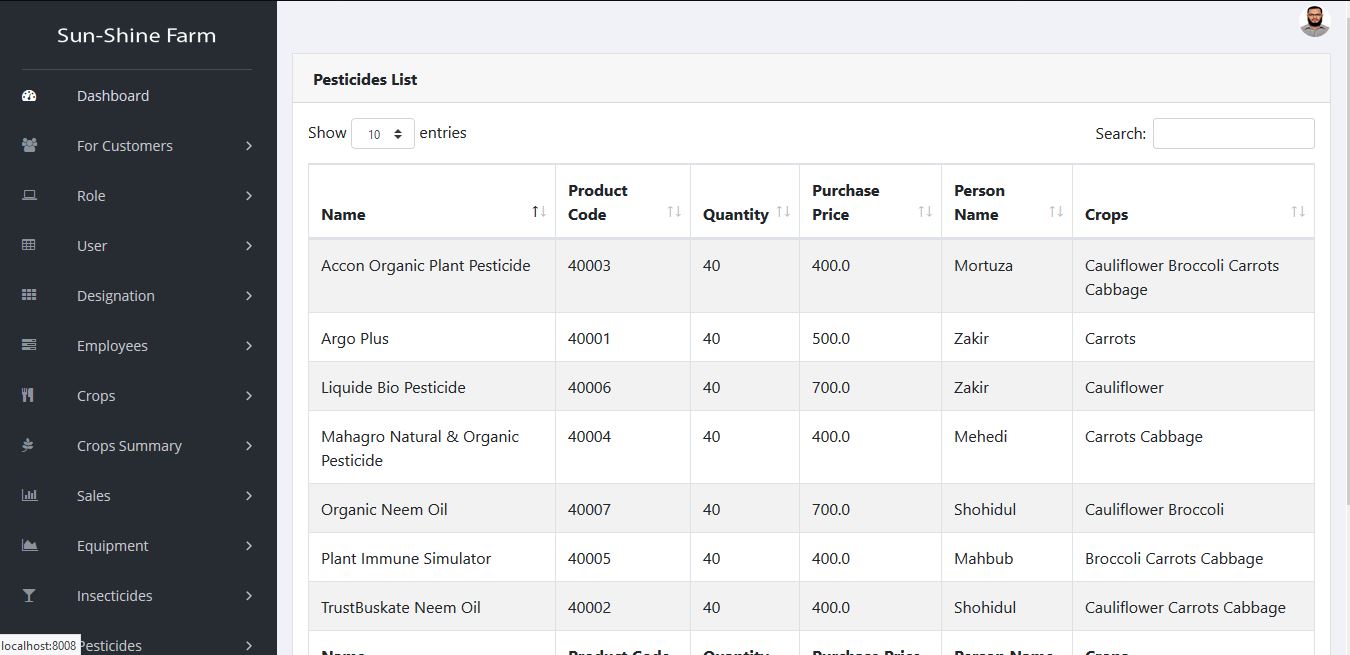 Sun-Shine Farm
Dashboard
For Customers
Role
User
Designation
Employees
Crops
Crops Summary
Sales
Equipment
Insecticides
Pesticides
localhost:8008
Pesticides List
Show 10 entries
Search:
Name Product Code Quantity Purchase Price Person Name Crops
Accon Organic Plant Pesticide 40003 40 400.0 Mortuza Cauliflower Broccoli Carrots
Cabbage
Argo Plus 40001 40 500.0 Zakir Carrots
Liquide Bio Pesticide 40006 40 700.0 Zakir Cauliflower
Mahagro Natural & Organic 40004 40 400.0 Mehedi Carrots Cabbage
Pesticide
Organic Neem Oil 40007 40 700.0 Shohidul Cauliflower Broccoli
Plant Immune Simulator 40005 40 400.0 Mahbub Broccoli Carrots Cabbage
TrustBuskate Neem Oil 40002 40 400.0 Shohidul Cauliflower Carrots Cabbage
Name Product Code Quantity Purchase Price Person Name Crops